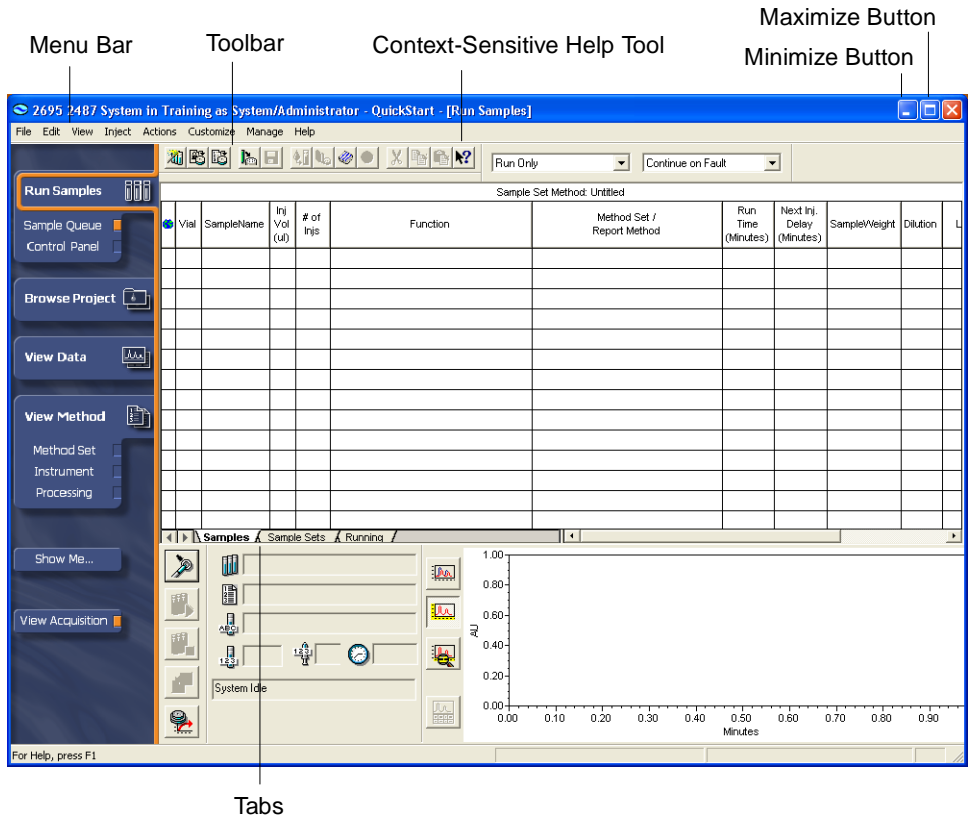 Maximize Button
Menu Bar Toolbar Context-Sensitive Help Tool
Minimize Button
2695 2487 System in Training as System/Administrator - QuickStart - [Run Samples]
File Edit View Inject Actions Customize Manage Help
Run Only Continue on Fault
Run Samples
Sample Queue
Control Panel
Browse Project
View Data
View Method
Method Set
Instrument
Processing
Show Me...
View Acquisition
Sample Set Method: Untitled
Vial SampleName Inj Vol (ul) # of Injs Function Method Set / Report Method Run Time (Minutes) Next Inj. Delay (Minutes) SampleWeight Dilution L
Samples Sample Sets Running
ABC
123
123
System Idle
1.00
0.80
0.60
0.40
0.20
0.00
AU
0.00 0.10 0.20 0.30 0.40 0.50 0.60 0.70 0.80 0.90
Minutes
For Help, press F1
Tabs